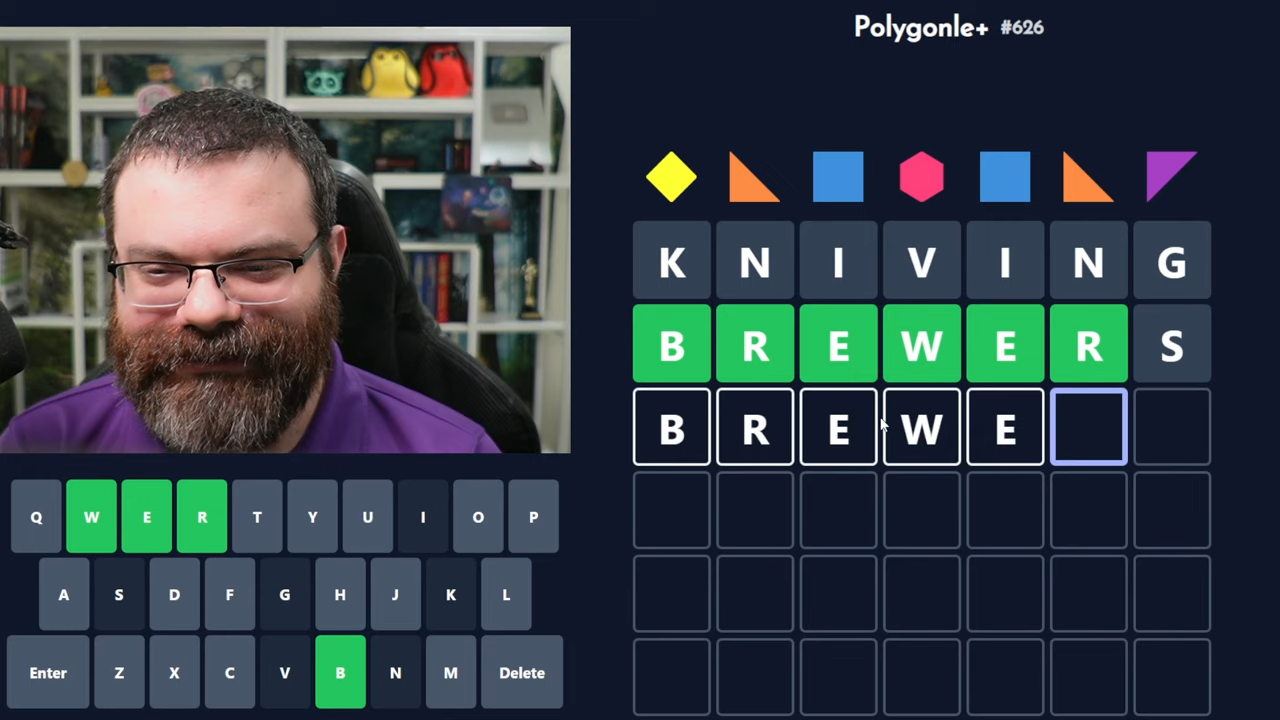 Polygonle+ #626
K N I V I N G
B R E W E R S
B R E W E
Q W E R T Y U I O P
A S D F G H J K L
Enter Z X C V B N M Delete